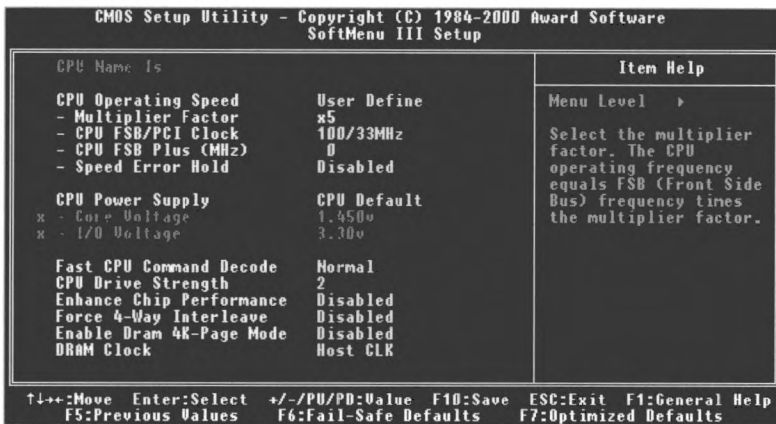 CMOS Setup Utility - Copyright (C) 1984-2000 Award Software
SoftMenu III Setup
CPU Name Is
CPU Operating Speed User Define
- Multiplier Factor x5
- CPU FSB/PCI Clock 100/33MHz
- CPU FSB Plus (MHz) 0
- Speed Error Hold Disabled
CPU Power Supply CPU Default
x - Core Voltage 1.450v
x - I/O Voltage 3.30v
Fast CPU Command Decode Normal
CPU Drive Strength 2
Enhance Chip Performance Disabled
Force 4-Way Interleave Disabled
Enable Dram 4K-Page Mode Disabled
DRAM Clock Host CLK
Item Help
Menu Level ▸
Select the multiplier
factor. The CPU
operating frequency
equals FSB (Front Side
Bus) frequency times
the multiplier factor.
↑↓→←:Move Enter:Select +/-/PU/PD:Value F10:Save ESC:Exit F1:General Help
F5:Previous Values F6:Fail-Safe Defaults F7:Optimized Defaults